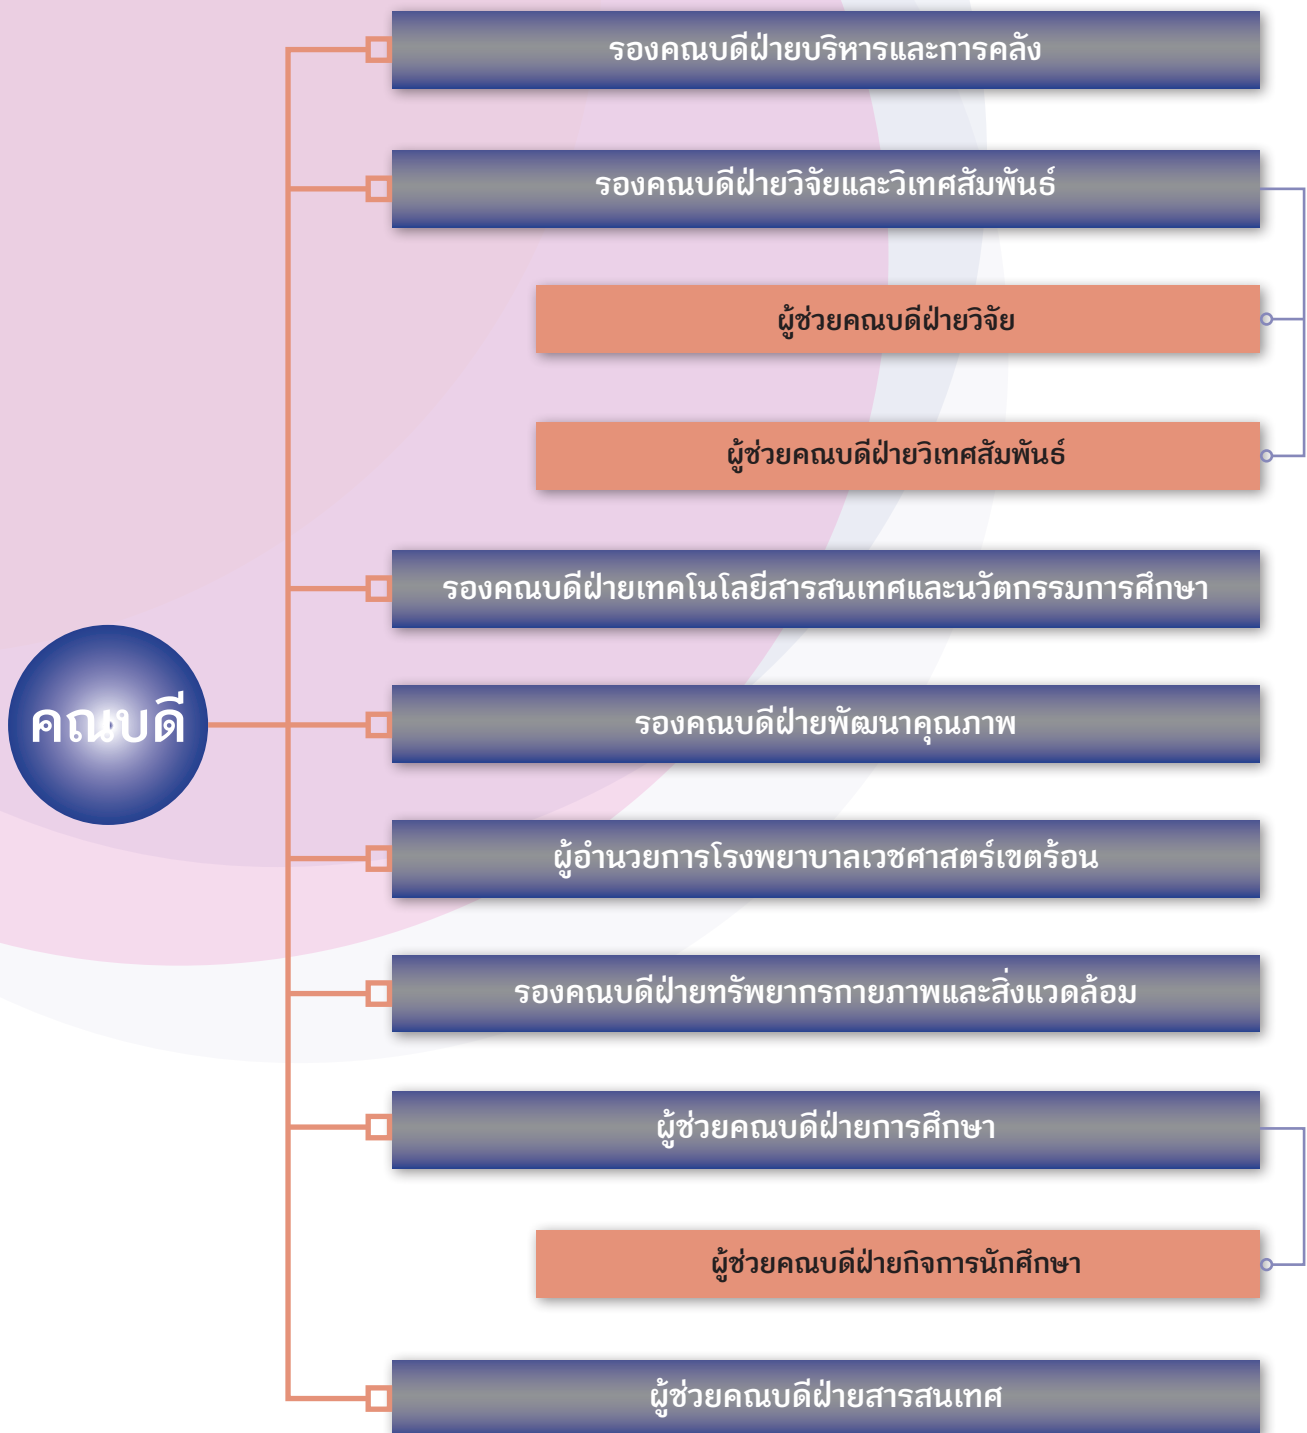 รองคณบดีฝ่ายบริหารและการคลัง
รองคณบดีฝ่ายวิจัยและวิเทศสัมพันธ์
ผู้ช่วยคณบดีฝ่ายวิจัย
ผู้ช่วยคณบดีฝ่ายวิเทศสัมพันธ์
รองคณบดีฝ่ายเทคโนโลยีสารสนเทศและนวัตกรรมการศึกษา
คณบดี
รองคณบดีฝ่ายพัฒนาคุณภาพ
ผู้อำนวยการโรงพยาบาลเวชศาสตร์เขตร้อน
รองคณบดีฝ่ายทรัพยากรกายภาพและสิ่งแวดล้อม
ผู้ช่วยคณบดีฝ่ายการศึกษา
ผู้ช่วยคณบดีฝ่ายกิจการนักศึกษา
ผู้ช่วยคณบดีฝ่ายสารสนเทศ